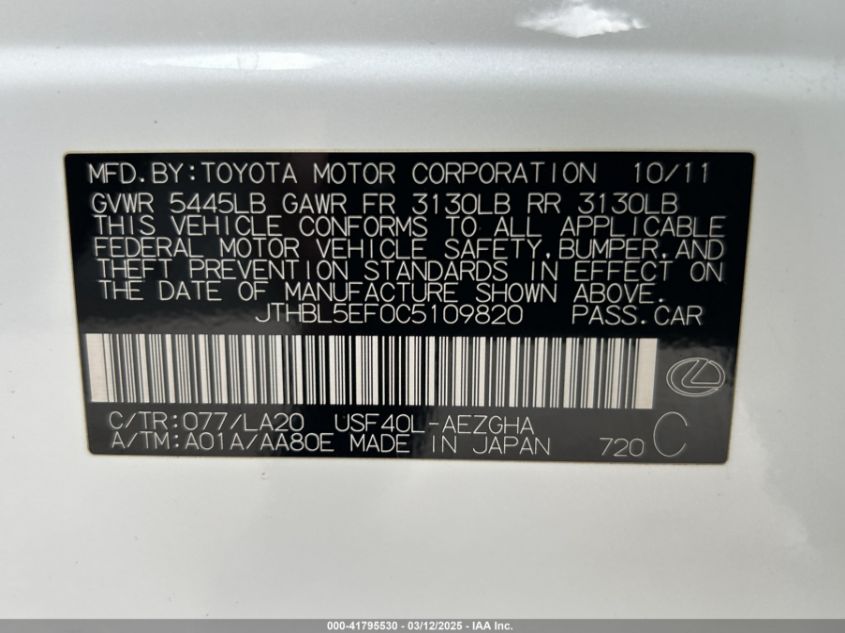 MFD.BY:TOYOTA MOTOR CORPORATION 10/11
GVWR 5445LB GAWR FR 3130LB RR 3130LB
THIS VEHICLE CONFORMS TO ALL APPLICABLE
FEDERAL MOTOR VEHICLE SAFETY,BUMPER,AND
THEFT PREVENTION STANDARDS IN EFFECT ON
THE DATE OF MANUFACTURE SHOWN ABOVE.
JTHBL5EF0C5109820 PASS.CAR
C/TR:077/LA20 USF40L-AEZGHA
A/TM:A01A/AA80E MADE IN JAPAN 720 C
000-41795530 - 03/12/2025 - IAA Inc.